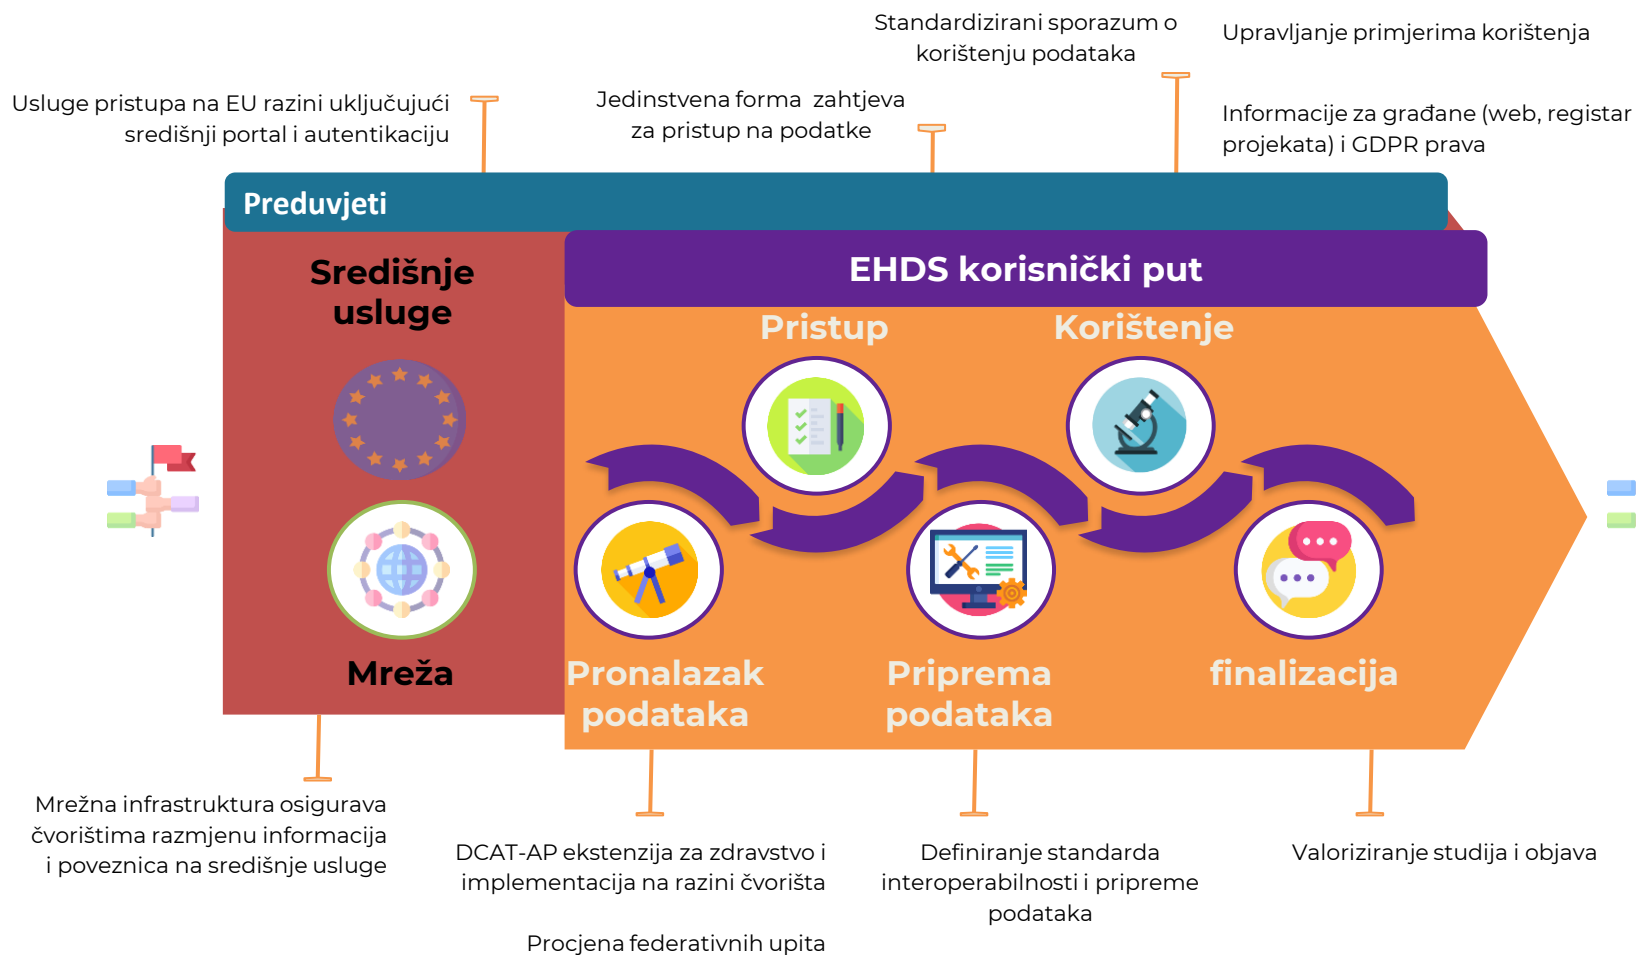 Standardizirani sporazum o
korištenju podataka
Upravljanje primjerima korištenja
Usluge pristupa na EU razini uključujući
središnji portal i autentikaciju
Jedinstvena forma zahtjeva
za pristup na podatke
Informacije za građane (web, registar
projekata) i GDPR prava
Preduvjeti
Središnje
usluge
EHDS korisnički put
Pristup
Korištenje
Mreža
Pronalazak
podataka
Priprema
podataka
finalizacija
Mrežna infrastruktura osigurava
čvorištima razmjenu informacija
i poveznica na središnje usluge
DCAT-AP ekstenzija za zdravstvo i
implementacija na razini čvorišta
Procjena federativnih upita
Definiranje standarda
interoperabilnosti i pripreme
podataka
Valoriziranje studija i objava